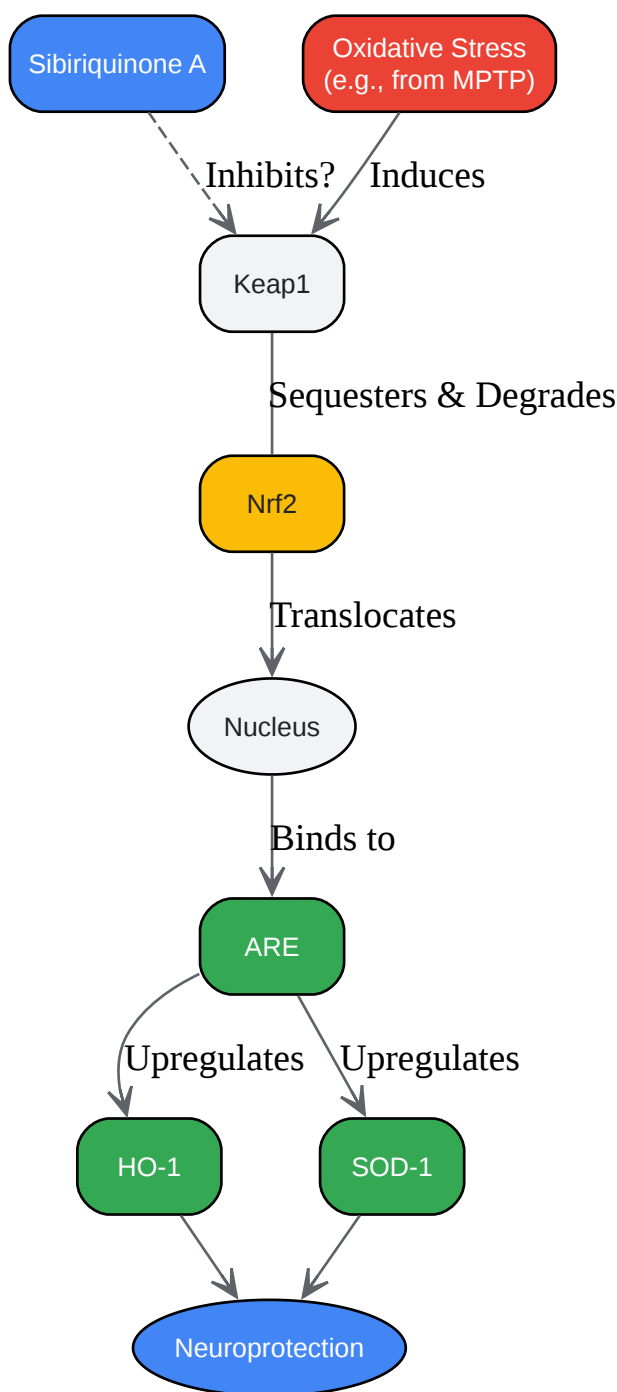 Sibiriquinone A
Oxidative Stress
(e.g., from MPTP)
Inhibits?
Induces
Keap1
Sequesters & Degrades
Nrf2
Translocates
Nucleus
Binds to
ARE
Upregulates
Upregulates
HO-1
SOD-1
Neuroprotection